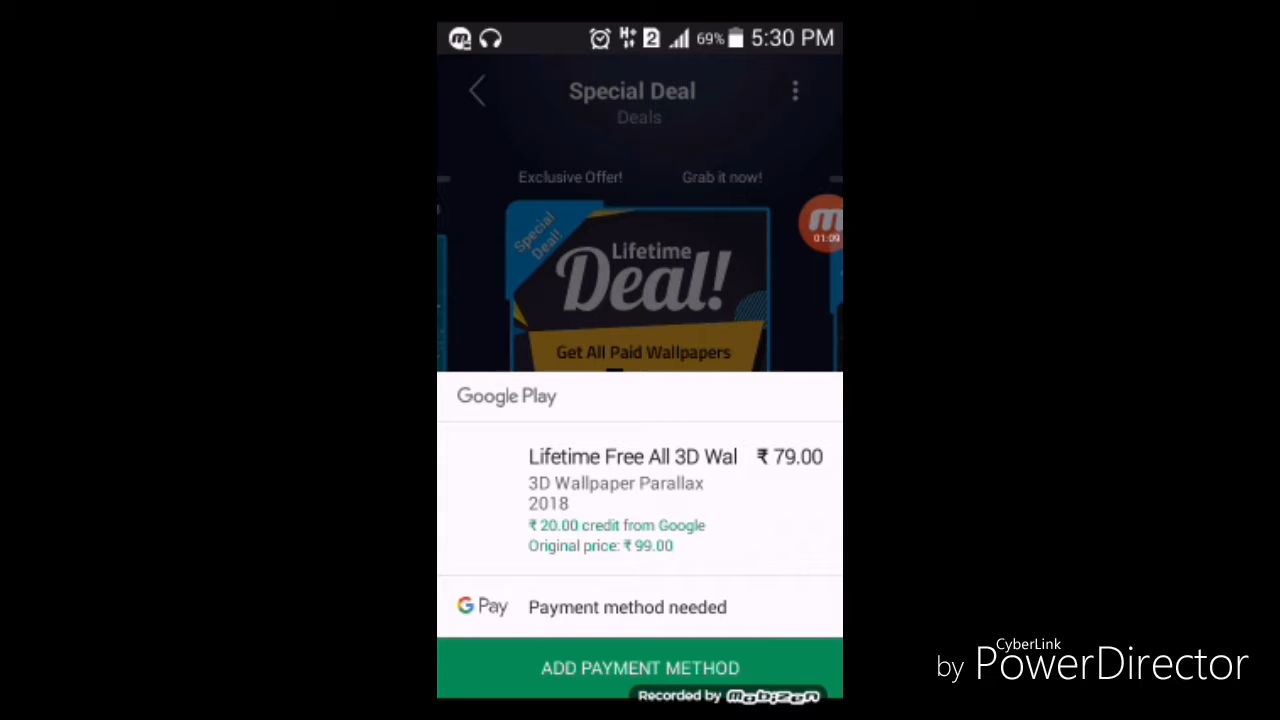 69% 5:30 PM
Special Deal
Deals
Exclusive Offer! Grab it now!
Special Deal!
Lifetime
Deal!
Get All Paid Wallpapers
01:09
Google Play
Lifetime Free All 3D Wal ₹ 79.00
3D Wallpaper Parallax
2018
₹ 20.00 credit from Google
Original price: ₹ 99.00
G Pay Payment method needed
ADD PAYMENT METHOD
Recorded by mobizen
CyberLink
by PowerDirector